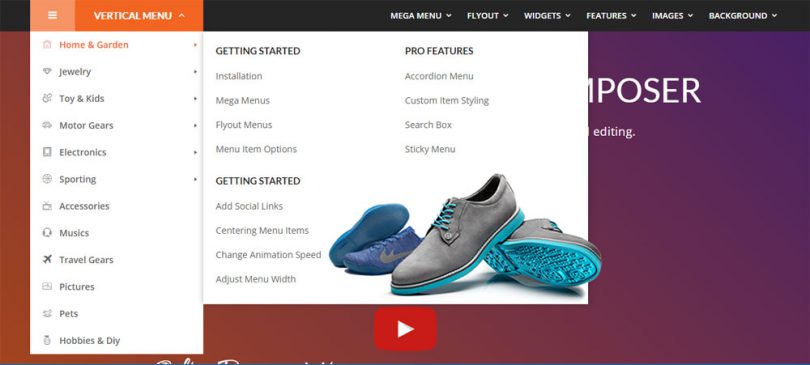 VERTICAL MENU
MEGA MENU
FLYOUT
WIDGETS
FEATURES
IMAGES
BACKGROUND
Home & Garden
Jewelry
Toy & Kids
Motor Gears
Electronics
Sporting
Accessories
Musics
Travel Gears
Pictures
Pets
Hobbies & Diy
GETTING STARTED
Installation
Mega Menus
Flyout Menus
Menu Item Options
GETTING STARTED
Add Social Links
Centering Menu Items
Change Animation Speed
Adjust Menu Width
PRO FEATURES
Accordion Menu
Custom Item Styling
Search Box
Sticky Menu
MPOSER
editing.